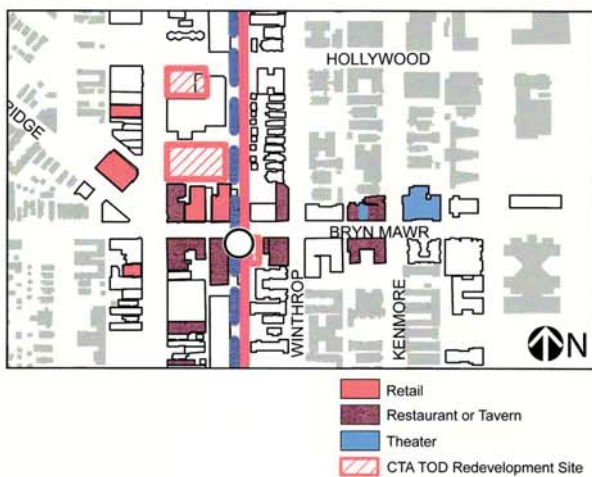 HOLLYWOOD
RIDGE
BRYN MAWR
WINTHROP
KENMORE
N
Retail
Restaurant or Tavern
Theater
CTA TOD Redevelopment Site